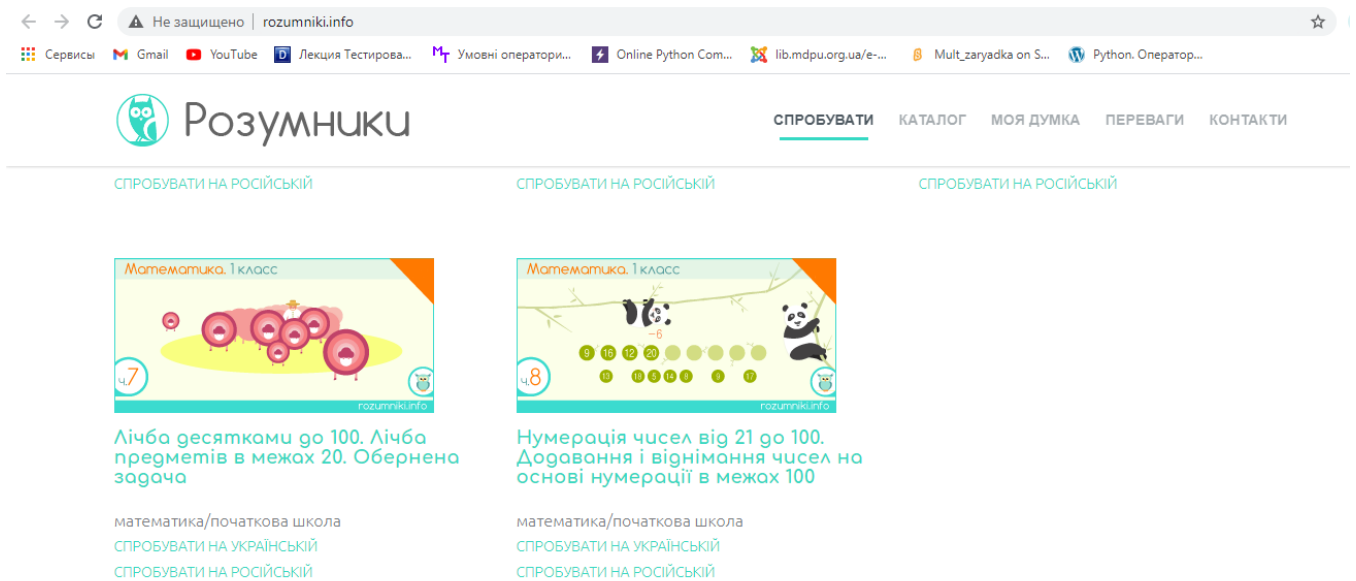 Не защищено | rozumniki.info
Сервисы Gmail YouTube Лекция Тестирова... Умовні оператори... Online Python Com... lib.mdpu.org.ua/e-... Mult_zaryadka on S... Python. Оператор...
Розумники
СПРОБУВАТИ КАТАЛОГ МОЯ ДУМКА ПЕРЕВАГИ КОНТАКТИ
СПРОБУВАТИ НА РОСІЙСЬКІЙ СПРОБУВАТИ НА РОСІЙСЬКІЙ СПРОБУВАТИ НА РОСІЙСЬКІЙ
Математика. 1 класс
ч.7
rozumniki.info
Лічба десятками до 100. Лічба
предметів в межах 20. Обернена
задача
математика/початкова школа
СПРОБУВАТИ НА УКРАЇНСЬКІЙ
СПРОБУВАТИ НА РОСІЙСЬКІЙ
Математика. 1 класс
−6
9 16 12 20
13 18 5 14 8 9 17
ч.8
rozumniki.info
Нумерація чисел від 21 до 100.
Додавання і віднімання чисел на
основі нумерації в межах 100
математика/початкова школа
СПРОБУВАТИ НА УКРАЇНСЬКІЙ
СПРОБУВАТИ НА РОСІЙСЬКІЙ